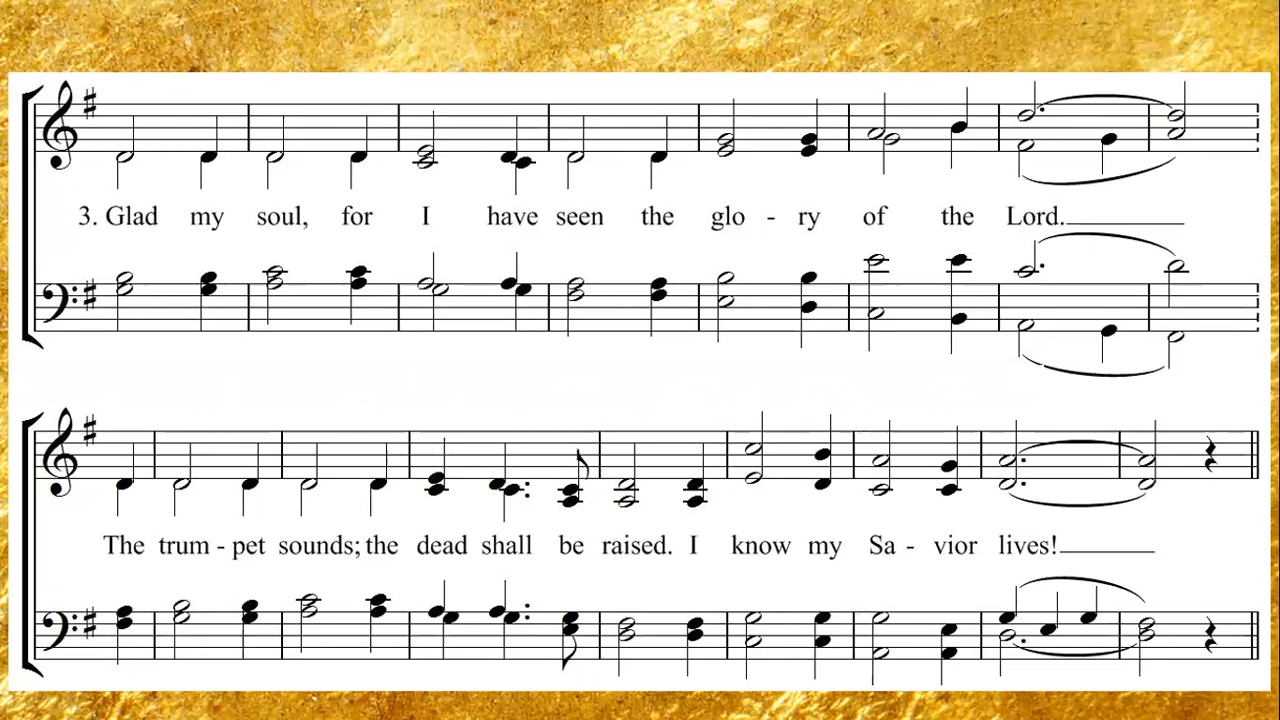 3. Glad my soul, for I have seen the glo - ry of the Lord.
The trum - pet sounds; the dead shall be raised. I know my Sa - vior lives!